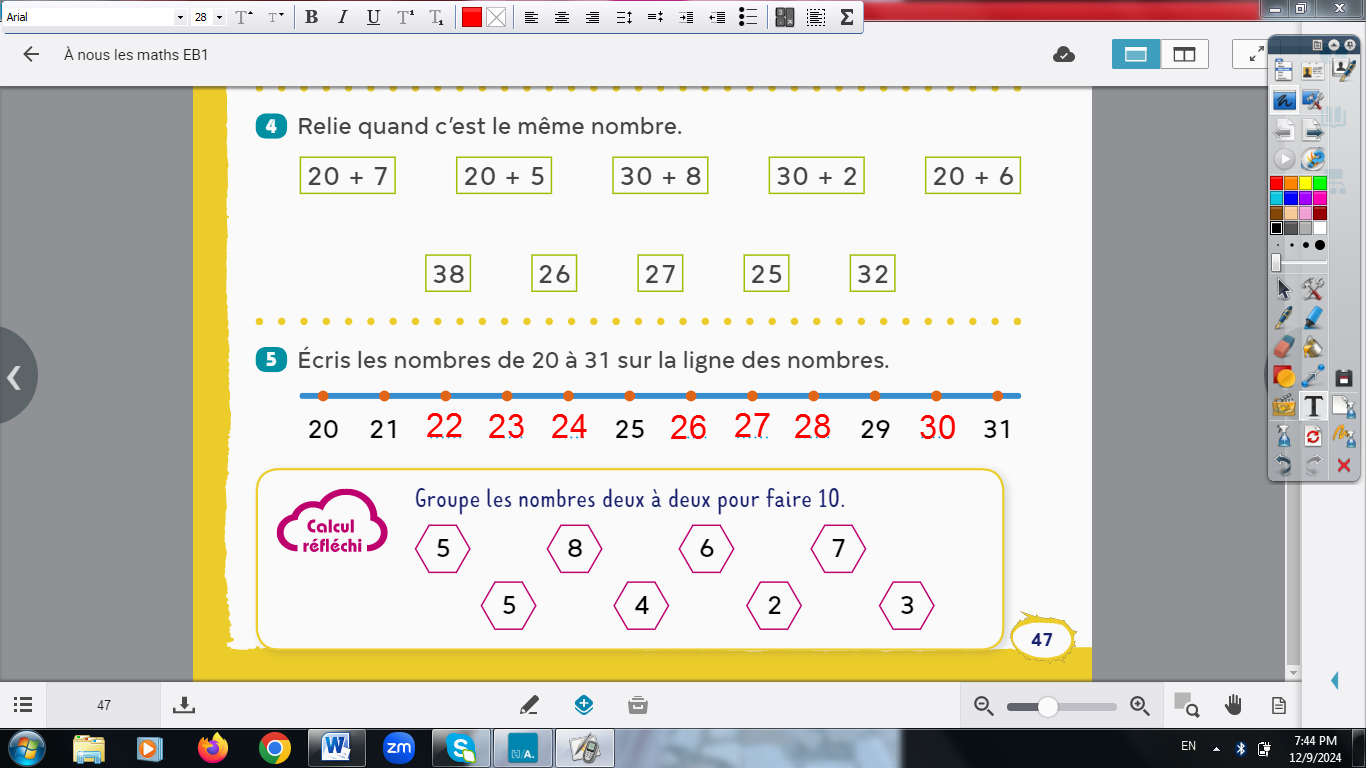 Arial 28 B I U T T Σ
À nous les maths EB1
4 Relie quand c’est le même nombre.
20 + 7 20 + 5 30 + 8 30 + 2 20 + 6
38 26 27 25 32
5 Écris les nombres de 20 à 31 sur la ligne des nombres.
20 21 22 23 24 25 26 27 28 29 30 31
Calcul réfléchi
Groupe les nombres deux à deux pour faire 10.
5 8 6 7
5 4 2 3
47
47
W zm S
EN 7:44 PM
12/9/2024